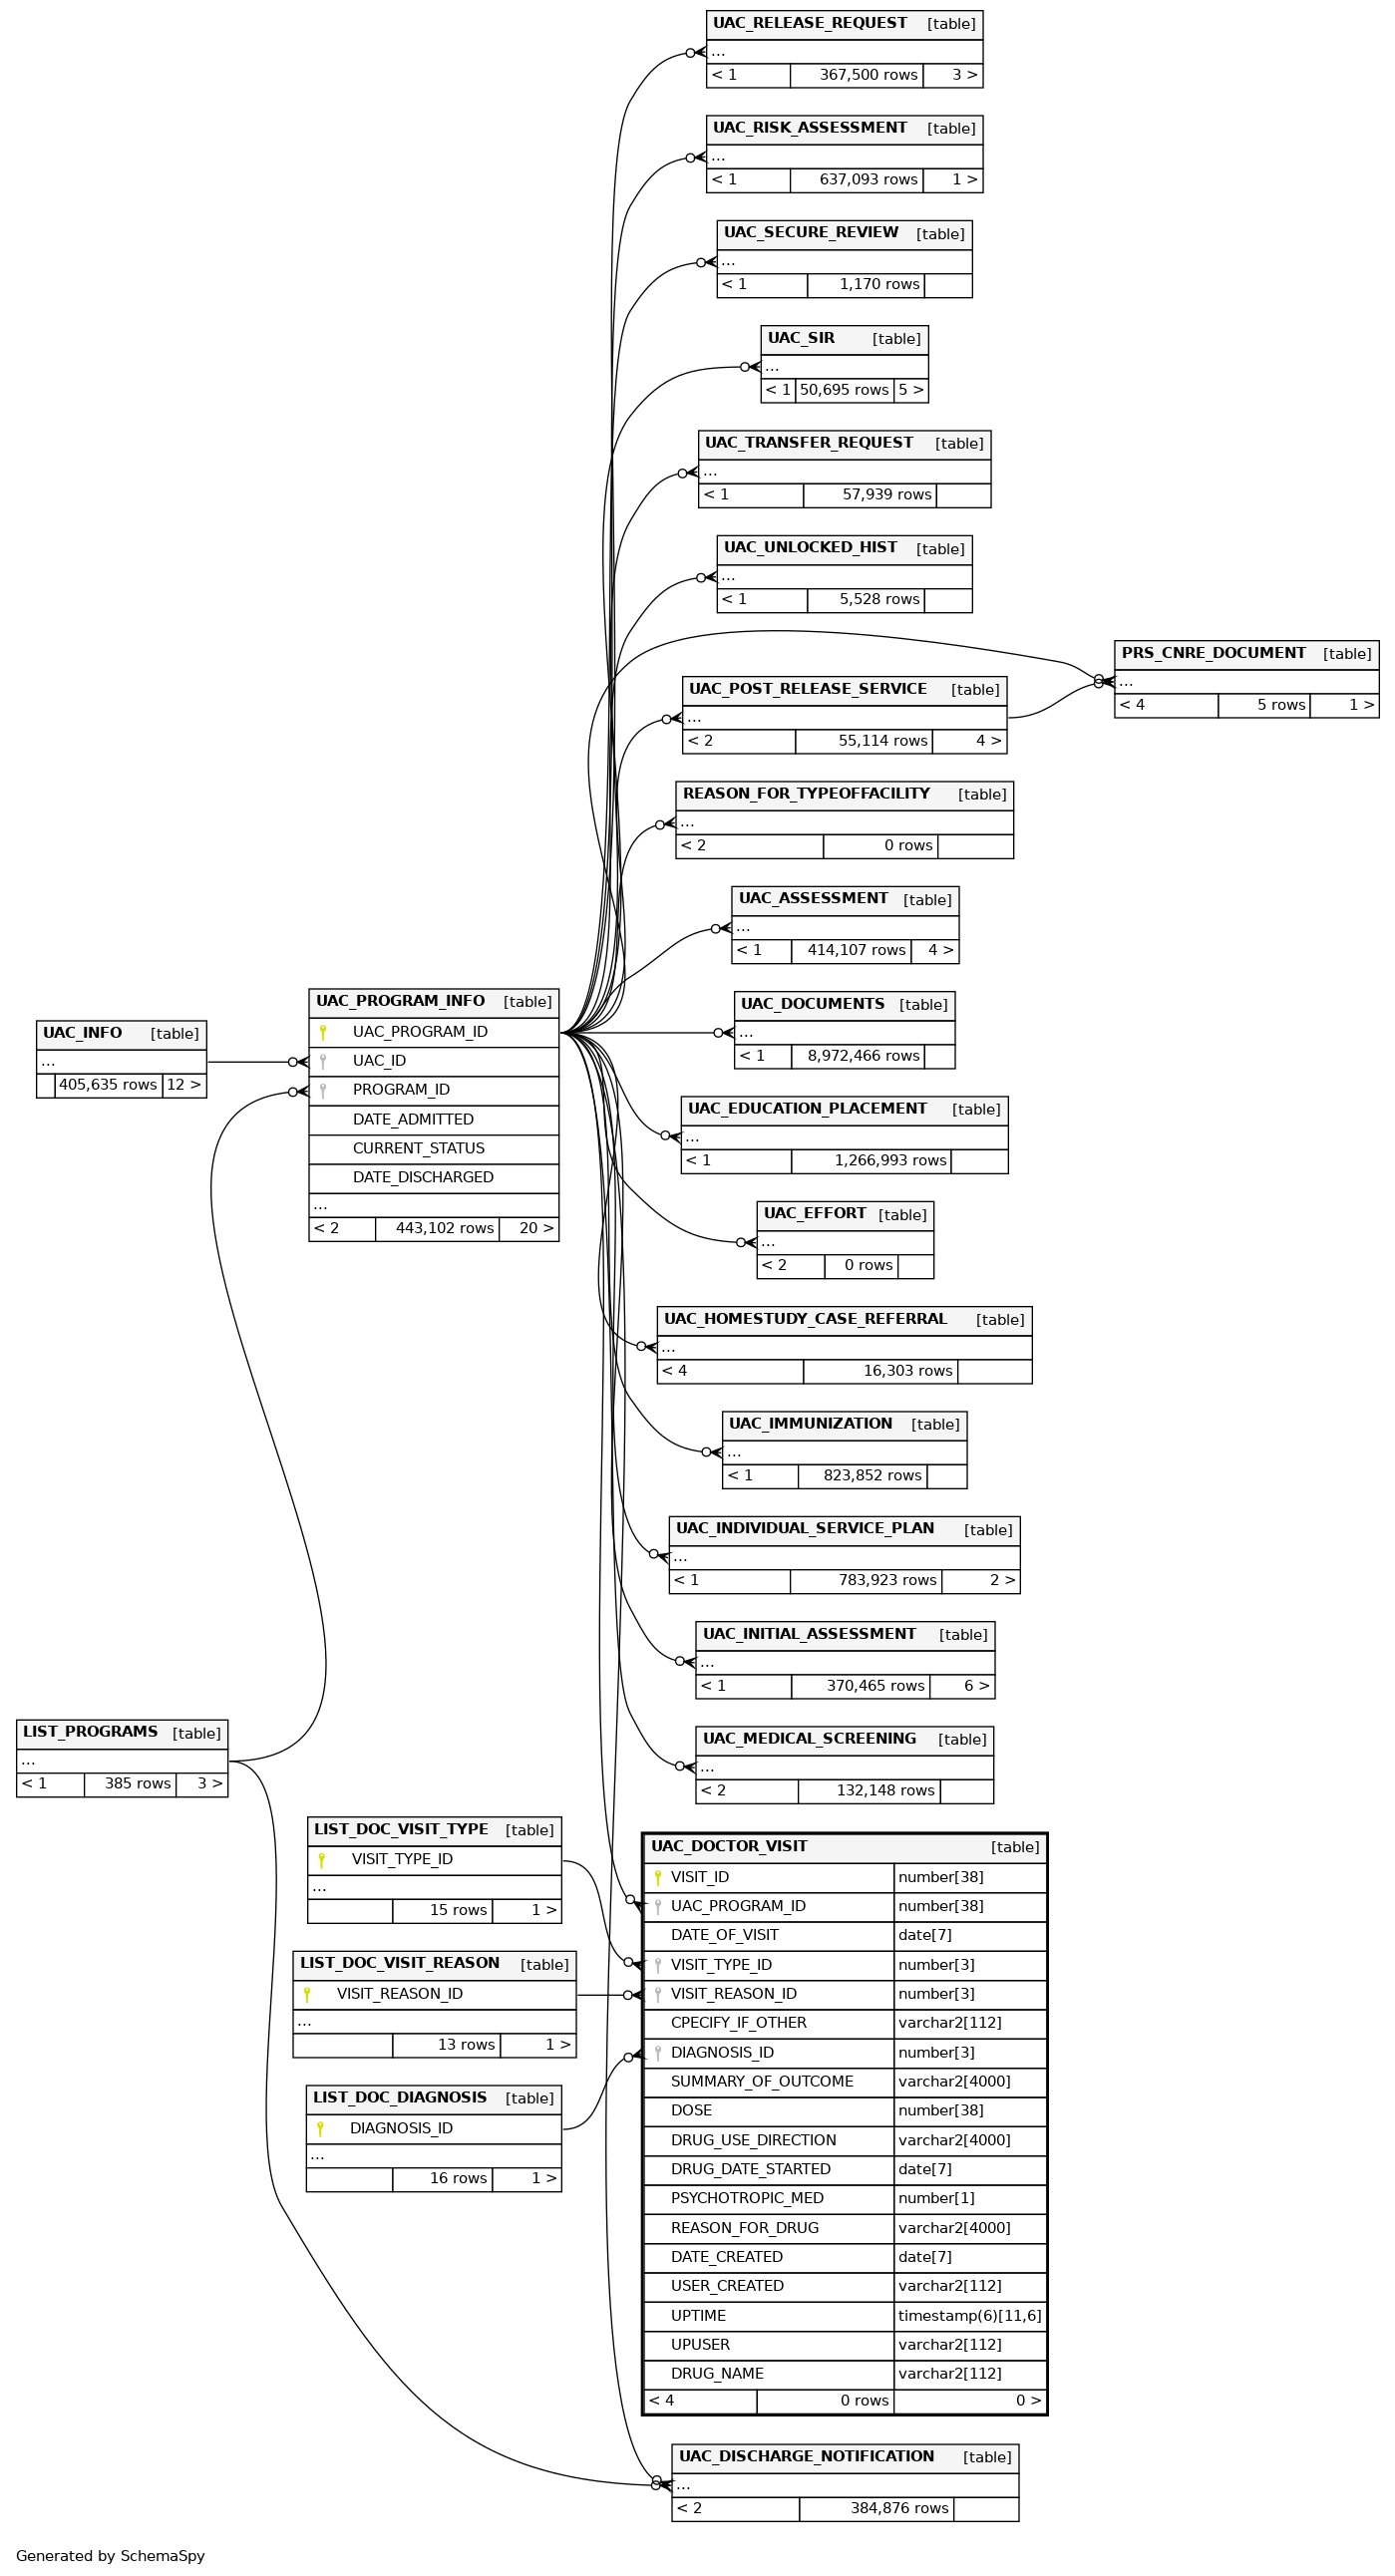 UAC_RELEASE_REQUEST [table]
...
< 1 367,500 rows 3 >
UAC_RISK_ASSESSMENT [table]
...
< 1 637,093 rows 1 >
UAC_SECURE_REVIEW [table]
...
< 1 1,170 rows
UAC_SIR [table]
...
< 1 50,695 rows 5 >
UAC_TRANSFER_REQUEST [table]
...
< 1 57,939 rows
UAC_UNLOCKED_HIST [table]
...
< 1 5,528 rows
PRS_CNRE_DOCUMENT [table]
...
< 4 5 rows 1 >
UAC_POST_RELEASE_SERVICE [table]
...
< 2 55,114 rows 4 >
REASON_FOR_TYPEOFFACILITY [table]
...
< 2 0 rows
UAC_ASSESSMENT [table]
...
< 1 414,107 rows 4 >
UAC_DOCUMENTS [table]
...
< 1 8,972,466 rows
UAC_PROGRAM_INFO [table]
UAC_PROGRAM_ID
UAC_ID
PROGRAM_ID
DATE_ADMITTED
CURRENT_STATUS
DATE_DISCHARGED
...
< 2 443,102 rows 20 >
UAC_INFO [table]
...
405,635 rows 12 >
UAC_EDUCATION_PLACEMENT [table]
...
< 1 1,266,993 rows
UAC_EFFORT [table]
...
< 2 0 rows
UAC_HOMESTUDY_CASE_REFERRAL [table]
...
< 4 16,303 rows
UAC_IMMUNIZATION [table]
...
< 1 823,852 rows
UAC_INDIVIDUAL_SERVICE_PLAN [table]
...
< 1 783,923 rows 2 >
UAC_INITIAL_ASSESSMENT [table]
...
< 1 370,465 rows 6 >
LIST_PROGRAMS [table]
...
< 1 385 rows 3 >
UAC_MEDICAL_SCREENING [table]
...
< 2 132,148 rows
LIST_DOC_VISIT_TYPE [table]
VISIT_TYPE_ID
...
15 rows 1 >
LIST_DOC_VISIT_REASON [table]
VISIT_REASON_ID
...
13 rows 1 >
LIST_DOC_DIAGNOSIS [table]
DIAGNOSIS_ID
...
16 rows 1 >
UAC_DOCTOR_VISIT [table]
VISIT_ID number[38]
UAC_PROGRAM_ID number[38]
DATE_OF_VISIT date[7]
VISIT_TYPE_ID number[3]
VISIT_REASON_ID number[3]
CPECIFY_IF_OTHER varchar2[112]
DIAGNOSIS_ID number[3]
SUMMARY_OF_OUTCOME varchar2[4000]
DOSE number[38]
DRUG_USE_DIRECTION varchar2[4000]
DRUG_DATE_STARTED date[7]
PSYCHOTROPIC_MED number[1]
REASON_FOR_DRUG varchar2[4000]
DATE_CREATED date[7]
USER_CREATED varchar2[112]
UPTIME timestamp(6)[11,6]
UPUSER varchar2[112]
DRUG_NAME varchar2[112]
< 4 0 rows 0 >
UAC_DISCHARGE_NOTIFICATION [table]
...
< 2 384,876 rows
Generated by SchemaSpy